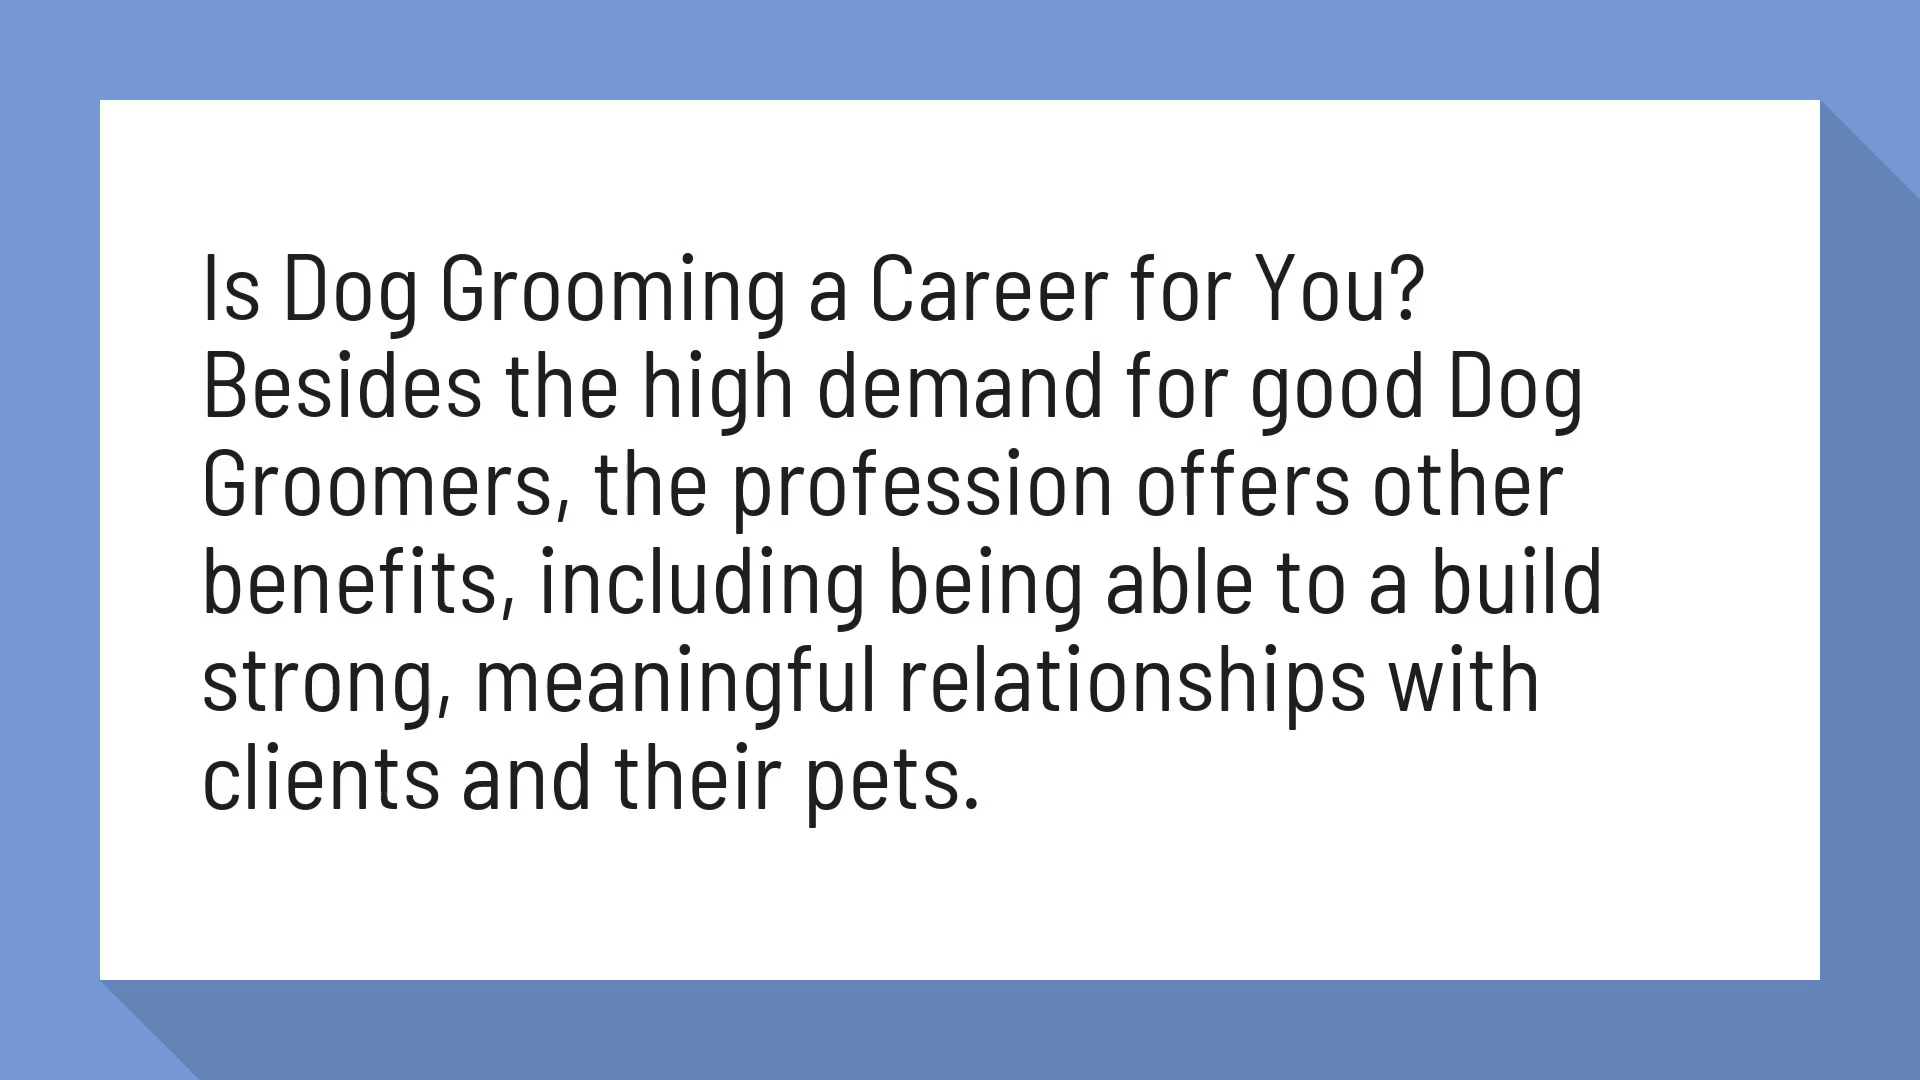 Is Dog Grooming a Career for You?
Besides the high demand for good Dog
Groomers, the profession offers other
benefits, including being able to a build
strong, meaningful relationships with
clients and their pets.